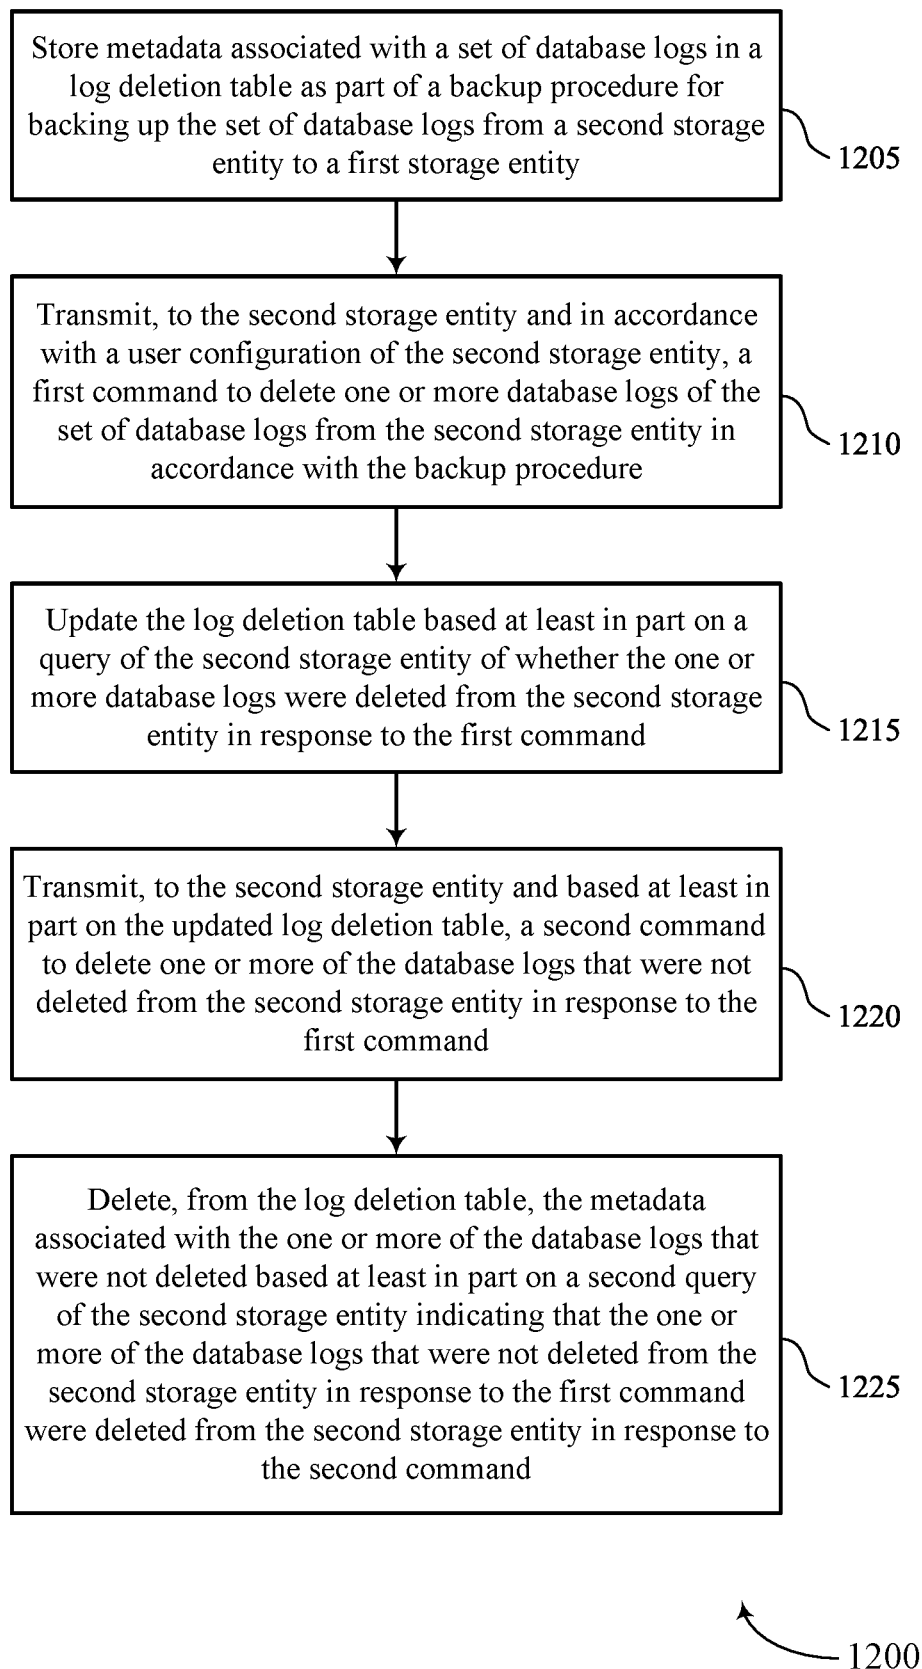 Store metadata associated with a set of database logs in a
log deletion table as part of a backup procedure for
backing up the set of database logs from a second storage
entity to a first storage entity
1205
Transmit, to the second storage entity and in accordance
with a user configuration of the second storage entity, a
first command to delete one or more database logs of the
set of database logs from the second storage entity in
accordance with the backup procedure
1210
Update the log deletion table based at least in part on a
query of the second storage entity of whether the one or
more database logs were deleted from the second storage
entity in response to the first command
1215
Transmit, to the second storage entity and based at least in
part on the updated log deletion table, a second command
to delete one or more of the database logs that were not
deleted from the second storage entity in response to the
first command
1220
Delete, from the log deletion table, the metadata
associated with the one or more of the database logs that
were not deleted based at least in part on a second query
of the second storage entity indicating that the one or
more of the database logs that were not deleted from the
second storage entity in response to the first command
were deleted from the second storage entity in response to
the second command
1225
1200